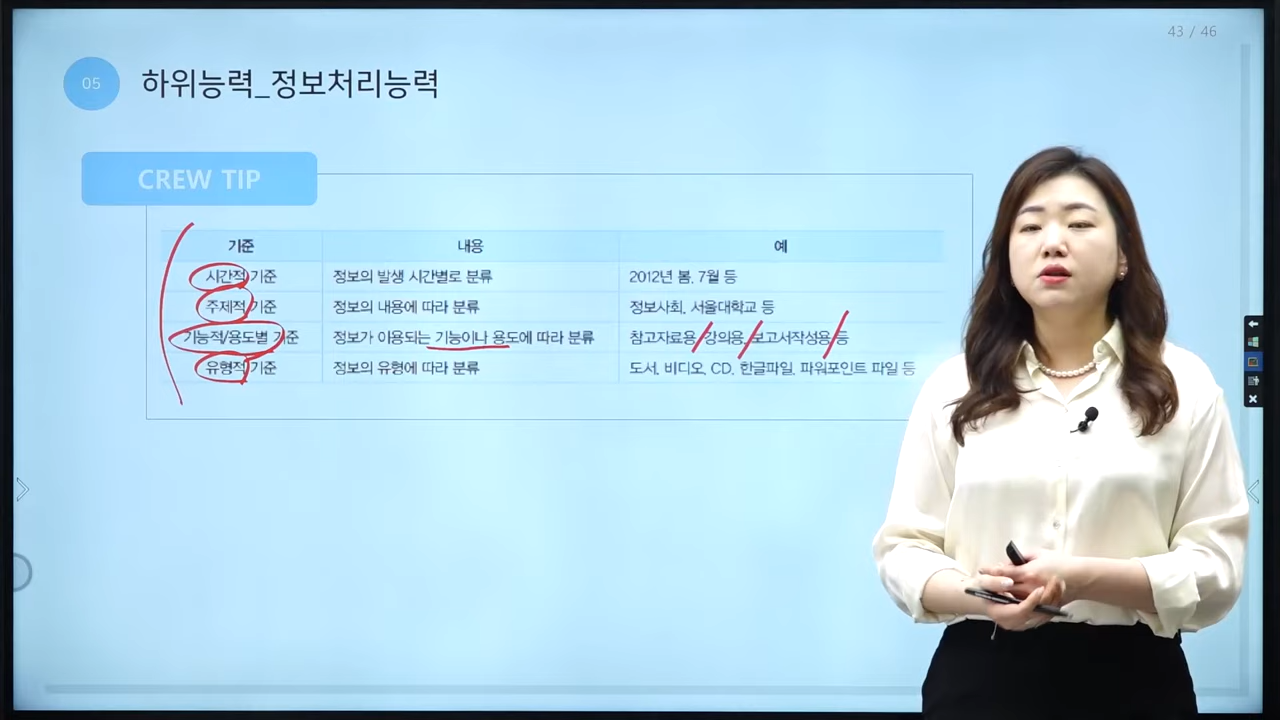 43 / 46
05 하위능력_정보처리능력
CREW TIP
기준 내용 예
시간적 기준 정보의 발생 시간별로 분류 2012년 봄, 7월 등
주제적 기준 정보의 내용에 따라 분류 정보사회, 서울대학교 등
기능적/용도별 기준 정보가 이용되는 기능이나 용도에 따라 분류 참고자료용, 강의용, 보고서작성용 등
유형적 기준 정보의 유형에 따라 분류 도서, 비디오, CD, 한글파일, 파워포인트 파일 등